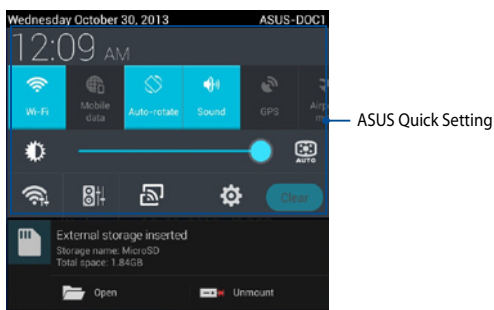 Wednesday October 30, 2013 ASUS-DOC1
12:09 AM
Wi-Fi Mobile data Auto-rotate Sound GPS
ASUS Quick Setting
AUTO
Clear
External storage inserted
Storage name: MicroSD
Total space: 1.84GB
Open Unmount